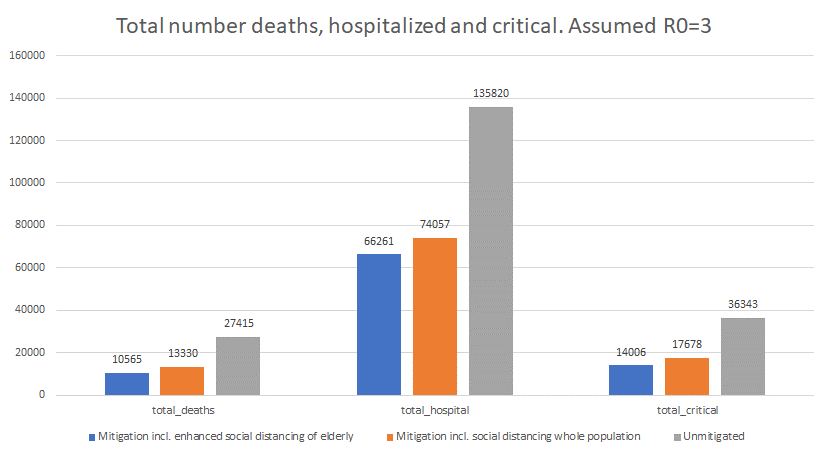 Total number deaths, hospitalized and critical. Assumed R0=3
160000
140000
120000
100000
80000
60000
40000
20000
0
10565
13330
27415
66261
74057
135820
14006
17678
36343
total_deaths
total_hospital
total_critical
Mitigation incl. enhanced social distancing of elderly
Mitigation incl. social distancing whole population
Unmitigated